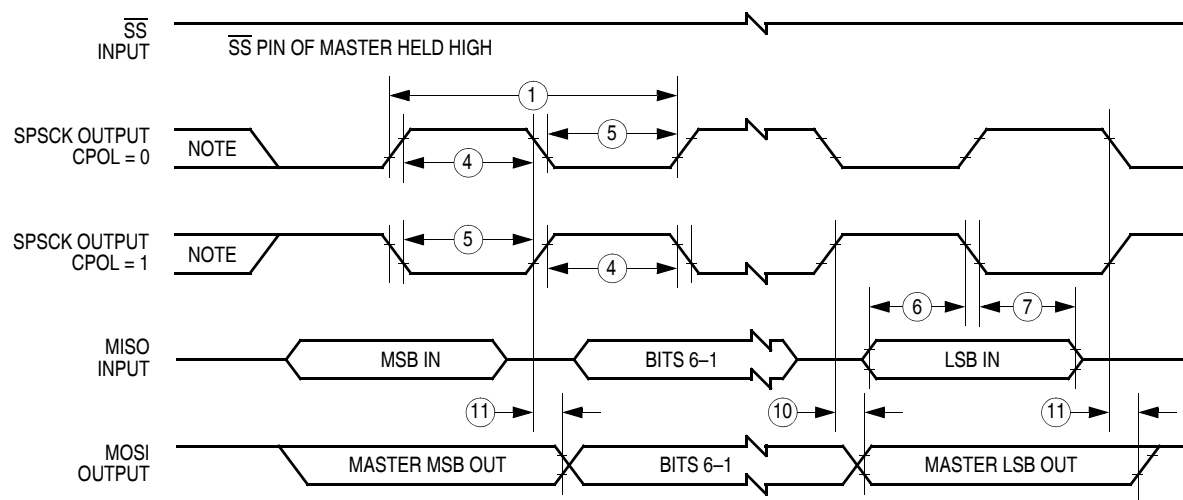 SS
INPUT
SS PIN OF MASTER HELD HIGH
1
SPSCK OUTPUT
CPOL = 0
NOTE
5
4
SPSCK OUTPUT
CPOL = 1
NOTE
5
4
6
7
MISO
INPUT
MSB IN
BITS 6–1
LSB IN
11
10
11
MOSI
OUTPUT
MASTER MSB OUT
BITS 6–1
MASTER LSB OUT